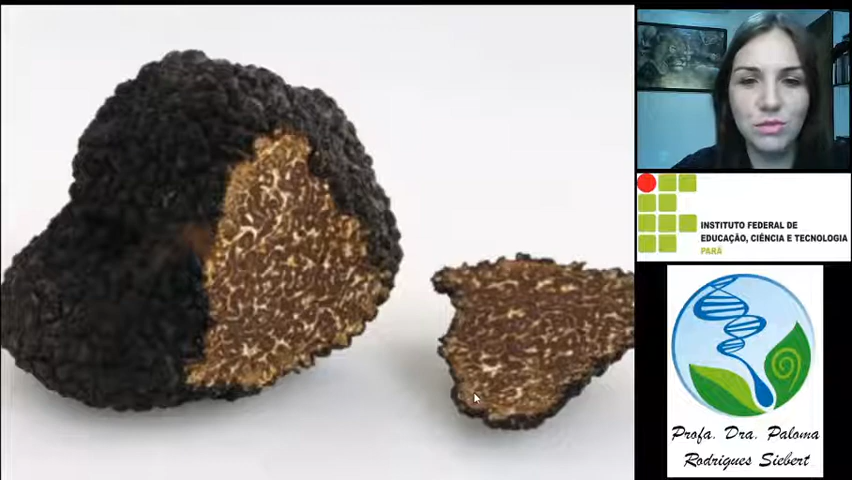 INSTITUTO FEDERAL DE
EDUCAÇÃO, CIÊNCIA E TECNOLOGIA
PARÁ
Profa. Dra. Paloma
Rodrigues Siebert